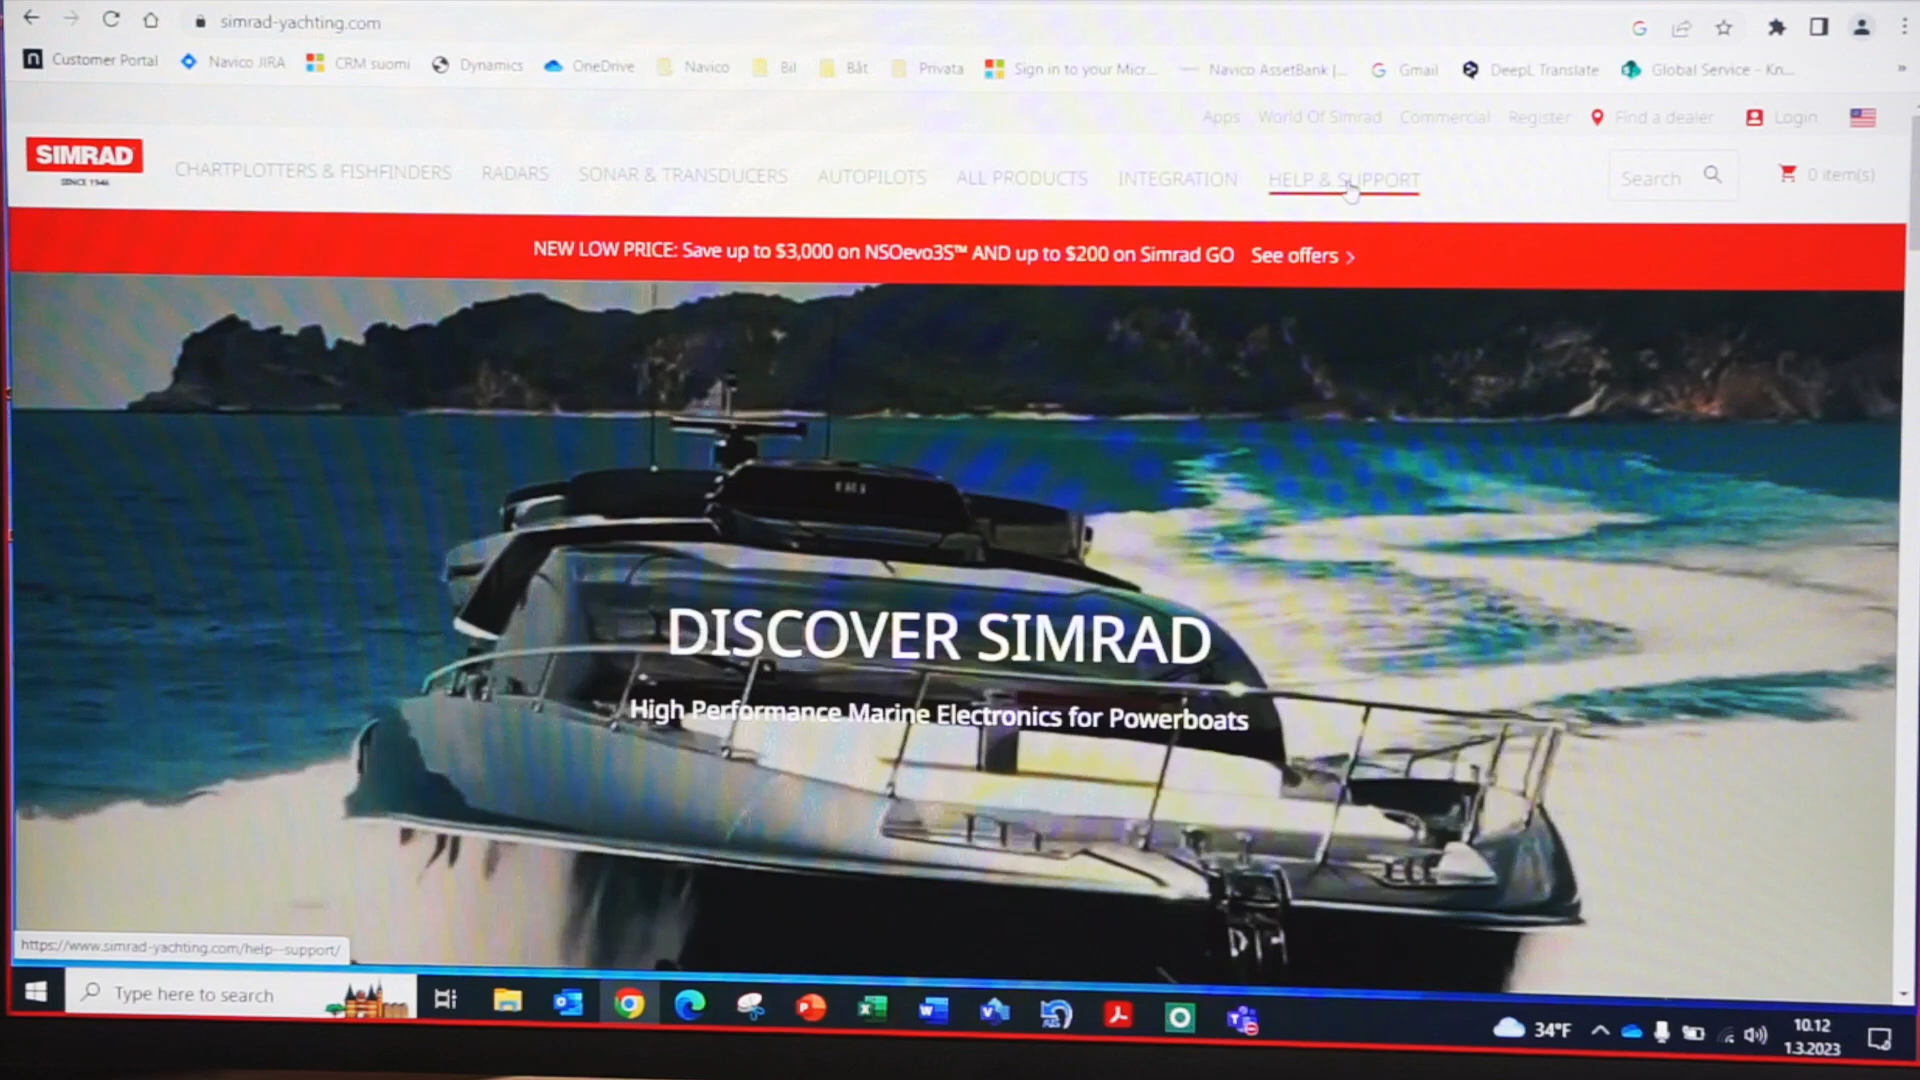 simrad-yachting.com
Customer Portal Navico JIRA CRM suomi Dynamics OneDrive Navico Bil Båt Privata Sign in to your Micr... Navico AssetBank |... Gmail DeepL Translate Global Service - Kn... »
Apps World Of Simrad Commercial Register Find a dealer Login
SIMRAD
SINCE 1946
CHARTPLOTTERS & FISHFINDERS RADARS SONAR & TRANSDUCERS AUTOPILOTS ALL PRODUCTS INTEGRATION HELP & SUPPORT Search 0 item(s)
NEW LOW PRICE: Save up to $3,000 on NSOevo3S™ AND up to $200 on Simrad GO See offers >
DISCOVER SIMRAD
High Performance Marine Electronics for Powerboats
https://www.simrad-yachting.com/help--support/
Type here to search
34°F
10.12
1.3.2023